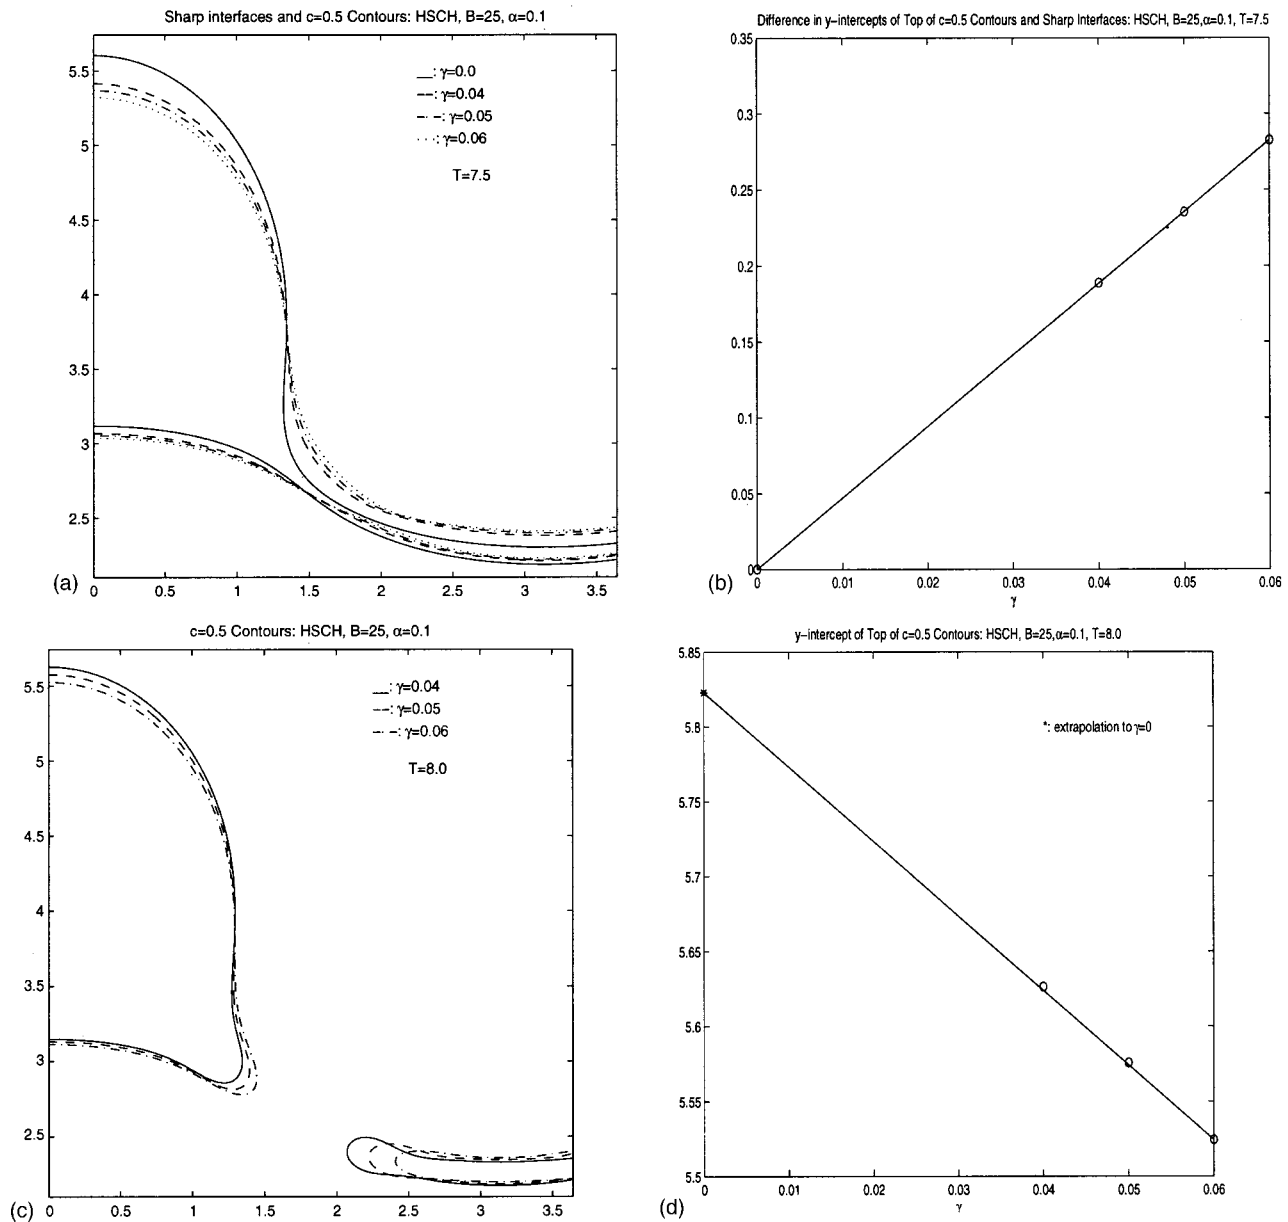 Sharp interfaces and c=0.5 Contours: HSCH, B=25, α=0.1
__: γ=0.0
--: γ=0.04
-·-: γ=0.05
···: γ=0.06
T=7.5
5.5
5
4.5
4
3.5
3
2.5
0 0.5 1 1.5 2 2.5 3 3.5
(a)
Difference in y-intercepts of Top of c=0.5 Contours and Sharp Interfaces: HSCH, B=25,α=0.1, T=7.5
0.35
0.3
0.25
0.2
0.15
0.1
0.05
0
0 0.01 0.02 0.03 0.04 0.05 0.06
γ
(b)
c=0.5 Contours: HSCH, B=25, α=0.1
__: γ=0.04
--: γ=0.05
-·-: γ=0.06
T=8.0
5.5
5
4.5
4
3.5
3
2.5
0 0.5 1 1.5 2 2.5 3 3.5
(c)
y-intercept of Top of c=0.5 Contours: HSCH, B=25,α=0.1, T=8.0
*: extrapolation to γ=0
5.85
5.8
5.75
5.7
5.65
5.6
5.55
5.5
0 0.01 0.02 0.03 0.04 0.05 0.06
γ
(d)